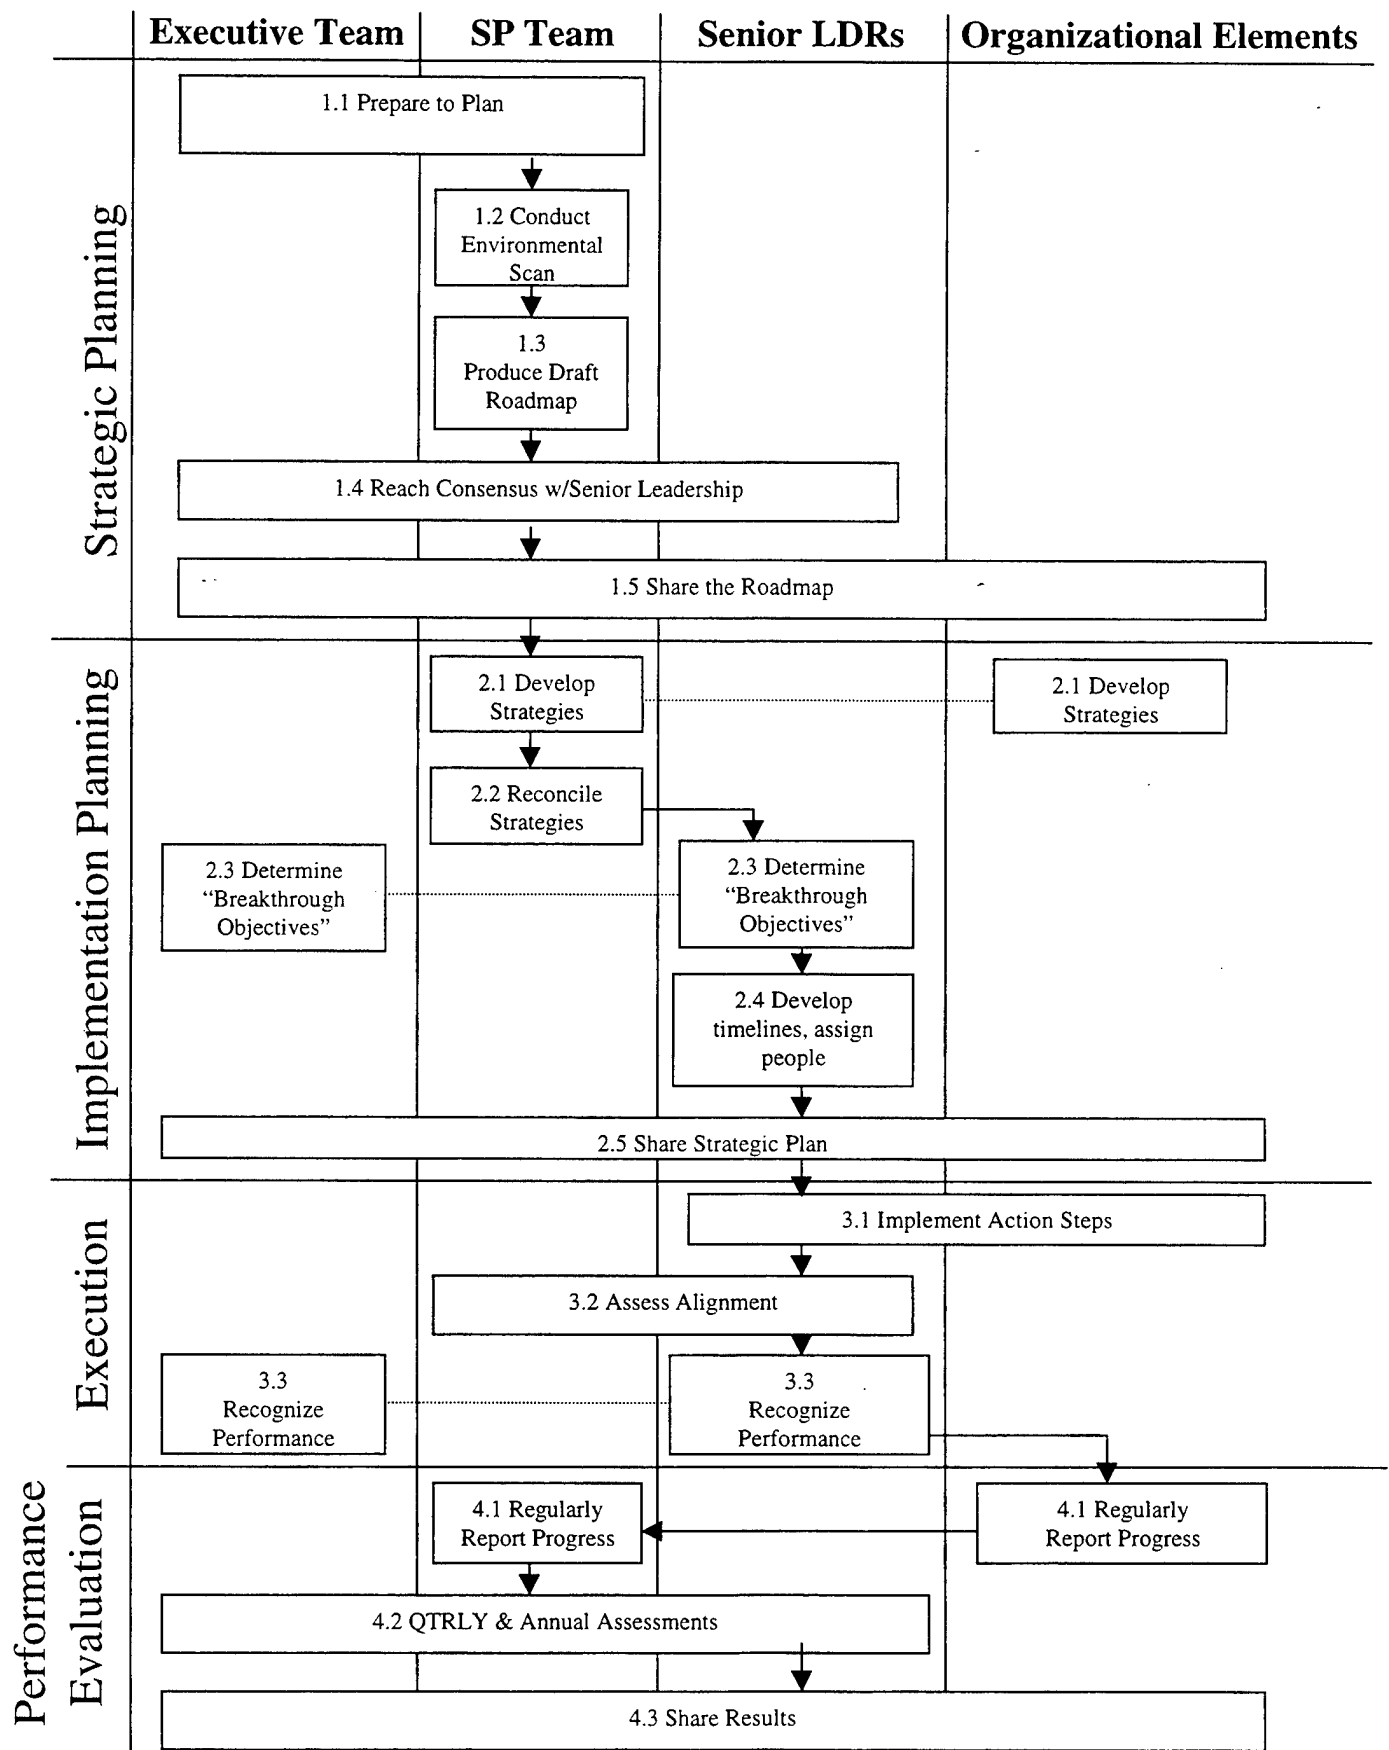 Executive Team
SP Team
Senior LDRs
Organizational Elements
Strategic Planning
1.1 Prepare to Plan
1.2 Conduct
Environmental
Scan
1.3
Produce Draft
Roadmap
1.4 Reach Consensus w/Senior Leadership
1.5 Share the Roadmap
Implementation Planning
2.1 Develop
Strategies
2.1 Develop
Strategies
2.2 Reconcile
Strategies
2.3 Determine
“Breakthrough
Objectives”
2.3 Determine
“Breakthrough
Objectives”
2.4 Develop
timelines, assign
people
2.5 Share Strategic Plan
Execution
3.1 Implement Action Steps
3.2 Assess Alignment
3.3
Recognize
Performance
3.3
Recognize
Performance
Performance
Evaluation
4.1 Regularly
Report Progress
4.1 Regularly
Report Progress
4.2 QTRLY & Annual Assessments
4.3 Share Results